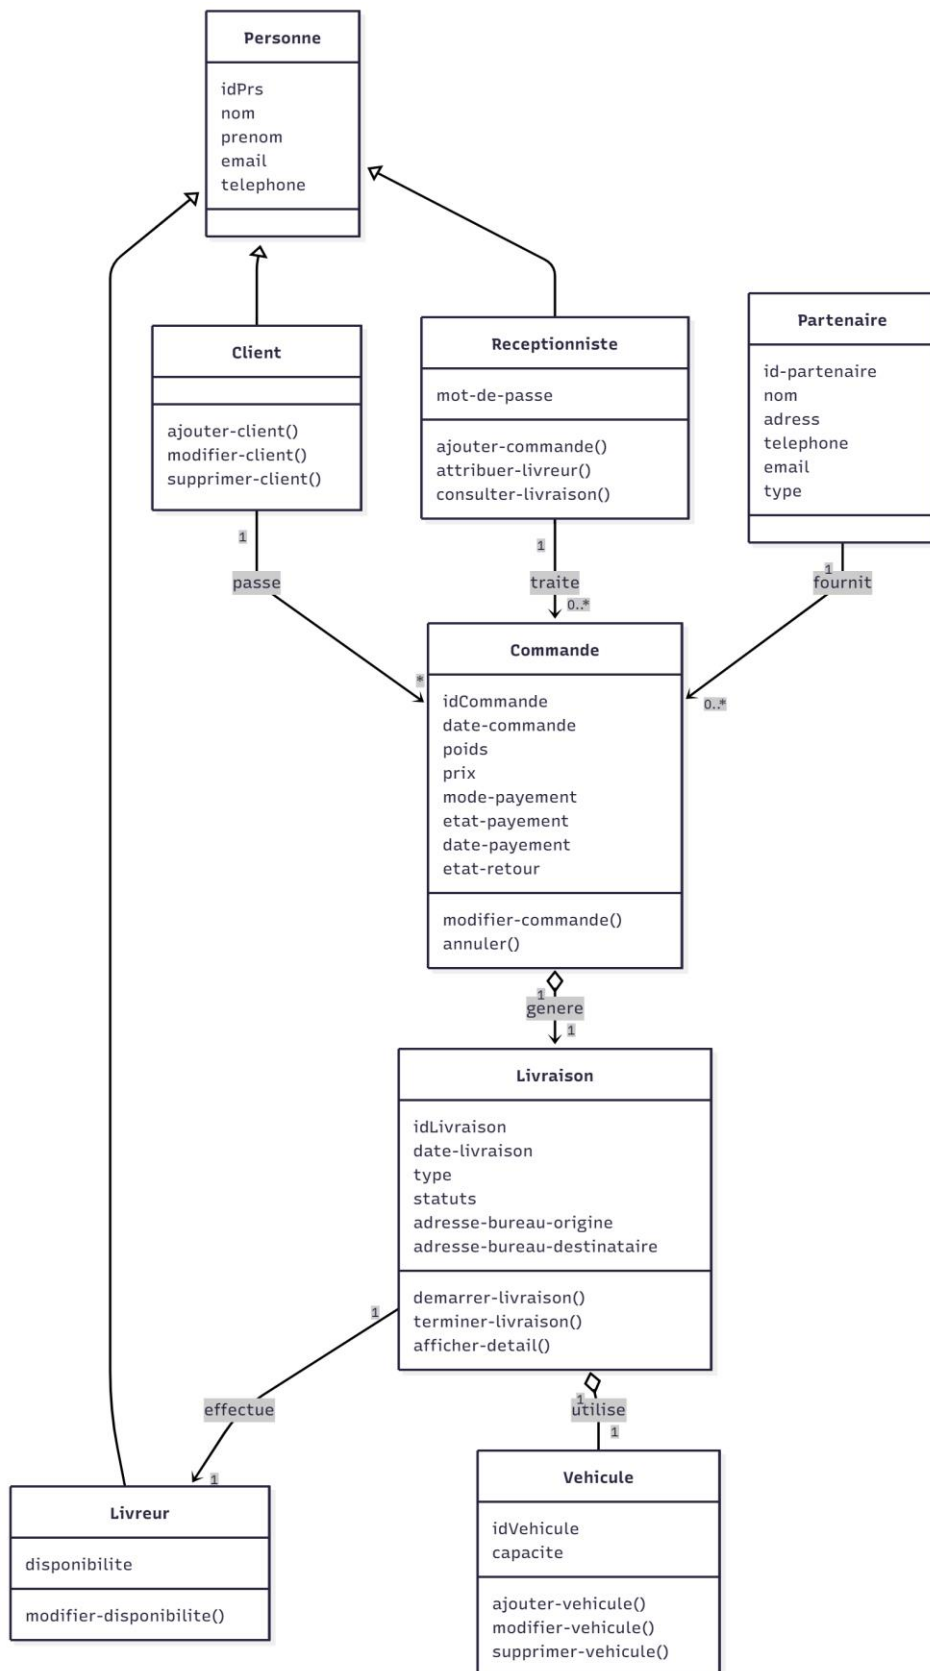 Personne
idPrs
nom
prenom
email
telephone
Client
ajouter-client()
modifier-client()
supprimer-client()
Receptionniste
mot-de-passe
ajouter-commande()
attribuer-livreur()
consulter-livraison()
Partenaire
id-partenaire
nom
adress
telephone
email
type
1
passe
*
1
traite
0..*
1
fournit
0..*
Commande
idCommande
date-commande
poids
prix
mode-payement
etat-payement
date-payement
etat-retour
modifier-commande()
annuler()
1
genere
1
Livraison
idLivraison
date-livraison
type
statuts
adresse-bureau-origine
adresse-bureau-destinataire
demarrer-livraison()
terminer-livraison()
afficher-detail()
1
effectue
1
1
utilise
1
Livreur
disponibilite
modifier-disponibilite()
Vehicule
idVehicule
capacite
ajouter-vehicule()
modifier-vehicule()
supprimer-vehicule()